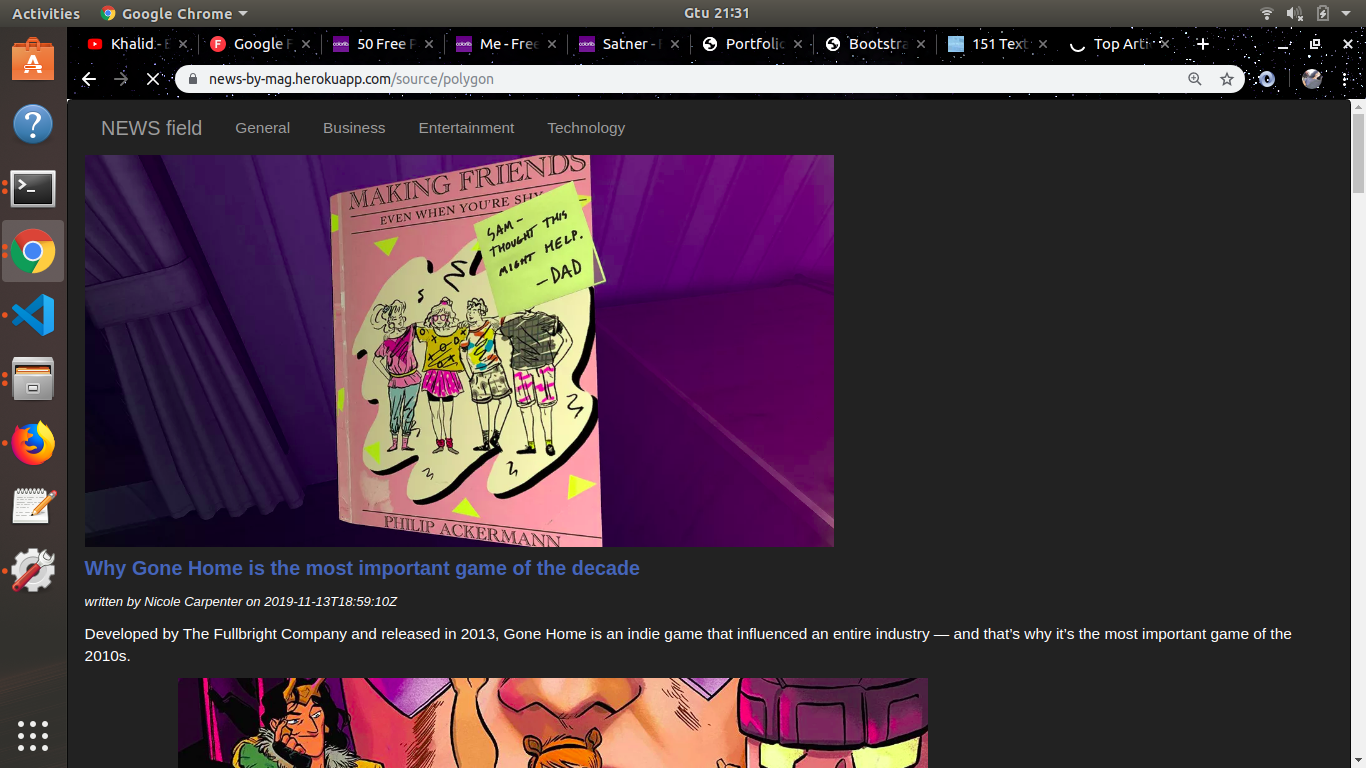 Activities
Google Chrome
Gtu 21:31
Khalid - E
Google F
50 Free P
Me - Free
Satner - F
Portfolio
Bootstra
151 Text
Top Arti
news-by-mag.herokuapp.com/source/polygon
NEWS field
General
Business
Entertainment
Technology
MAKING FRIENDS
EVEN WHEN YOU'RE SHY
SAM -
THOUGHT THIS
MIGHT HELP.
—DAD
PHILIP ACKERMANN
Why Gone Home is the most important game of the decade
written by Nicole Carpenter on 2019-11-13T18:59:10Z
Developed by The Fullbright Company and released in 2013, Gone Home is an indie game that influenced an entire industry — and that’s why it’s the most important game of the
2010s.